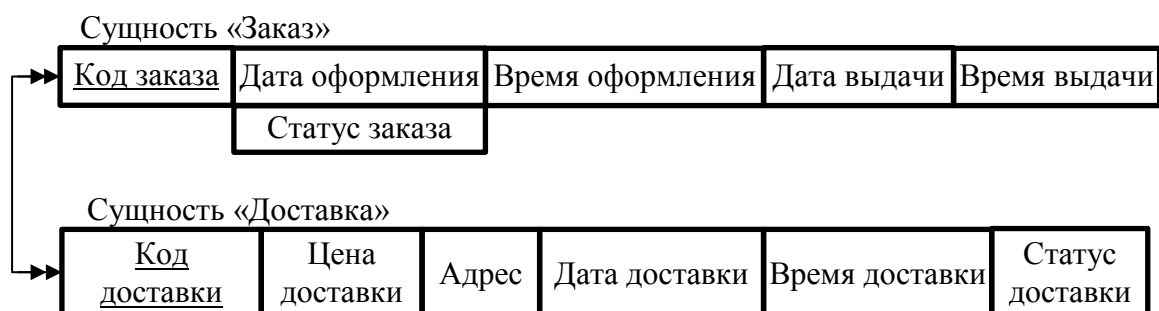 Сущность «Заказ»
Код заказа Дата оформления Время оформления Дата выдачи Время выдачи
Статус заказа
Сущность «Доставка»
Код доставки Цена доставки Адрес Дата доставки Время доставки Статус доставки